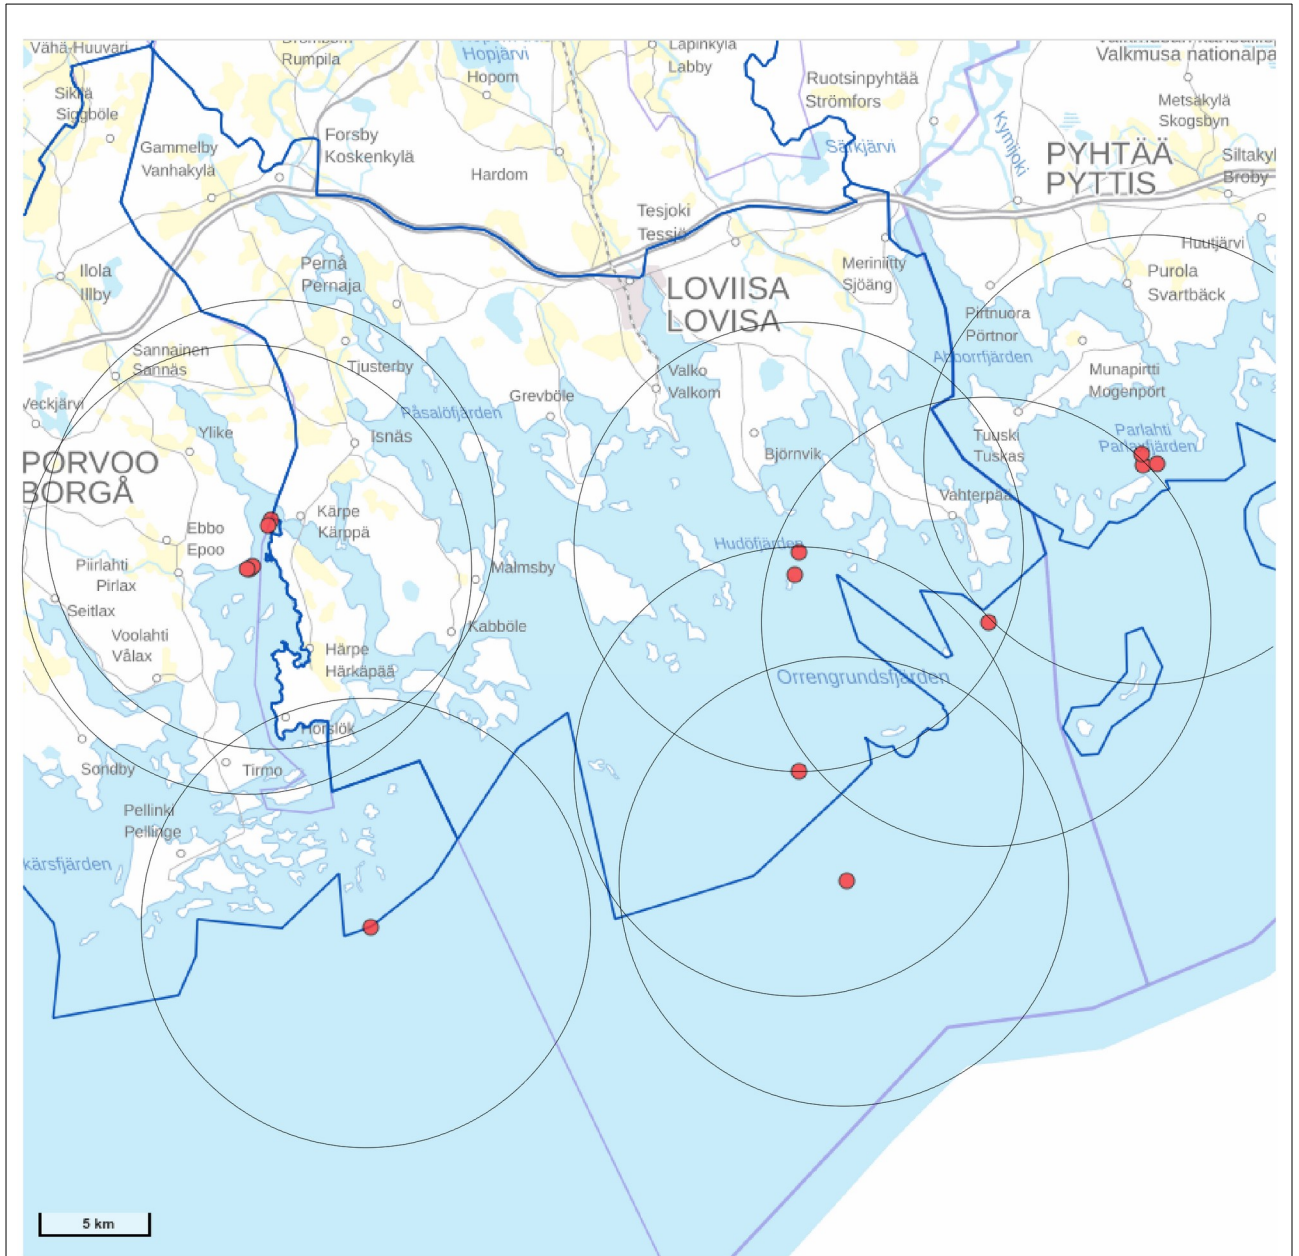 Vähä-Huuvari
Rumpila
Hopjärvi
Hopom
Lapinkylä
Labby
Valkmusa nationalpa
Ruotsinpyhtää
Strömfors
Siggböle
Metsäkylä
Skogsbyn
Gammelby
Vanhakylä
Forsby
Koskenkylä
Särkjärvi
Kymijoki
PYHTÄÄ
PYTTIS
Siltakyl
Broby
Hardom
Tesjoki
Tessjö
Huutjärvi
Ilola
Illby
Pernå
Pernaja
Meriniitty
Sjöäng
Purola
Svartbäck
LOVIISA
LOVISA
Pirtnuora
Pörtnor
Sannainen
Sannäs
Tjusterby
Valko
Valkom
Abborrfjärden
Munapirtti
Mogenpört
Veckjärvi
Grevböle
Påsalöfjärden
Ylike
Isnäs
Parlahti
Parlaxfjärden
Tuuski
Tuskas
PORVOO
BORGÅ
Björnvik
Vahterpää
Kärpe
Kärppä
Ebbo
Epoo
Hudöfjärden
Piirlahti
Pirlax
Malmsby
Seitlax
Voolahti
Vålax
Kabböle
Härpe
Härkäpää
Orrengrundsfjärden
Horslök
Sondby
Tirmo
Pellinki
Pellinge
kärsfjärden
5 km